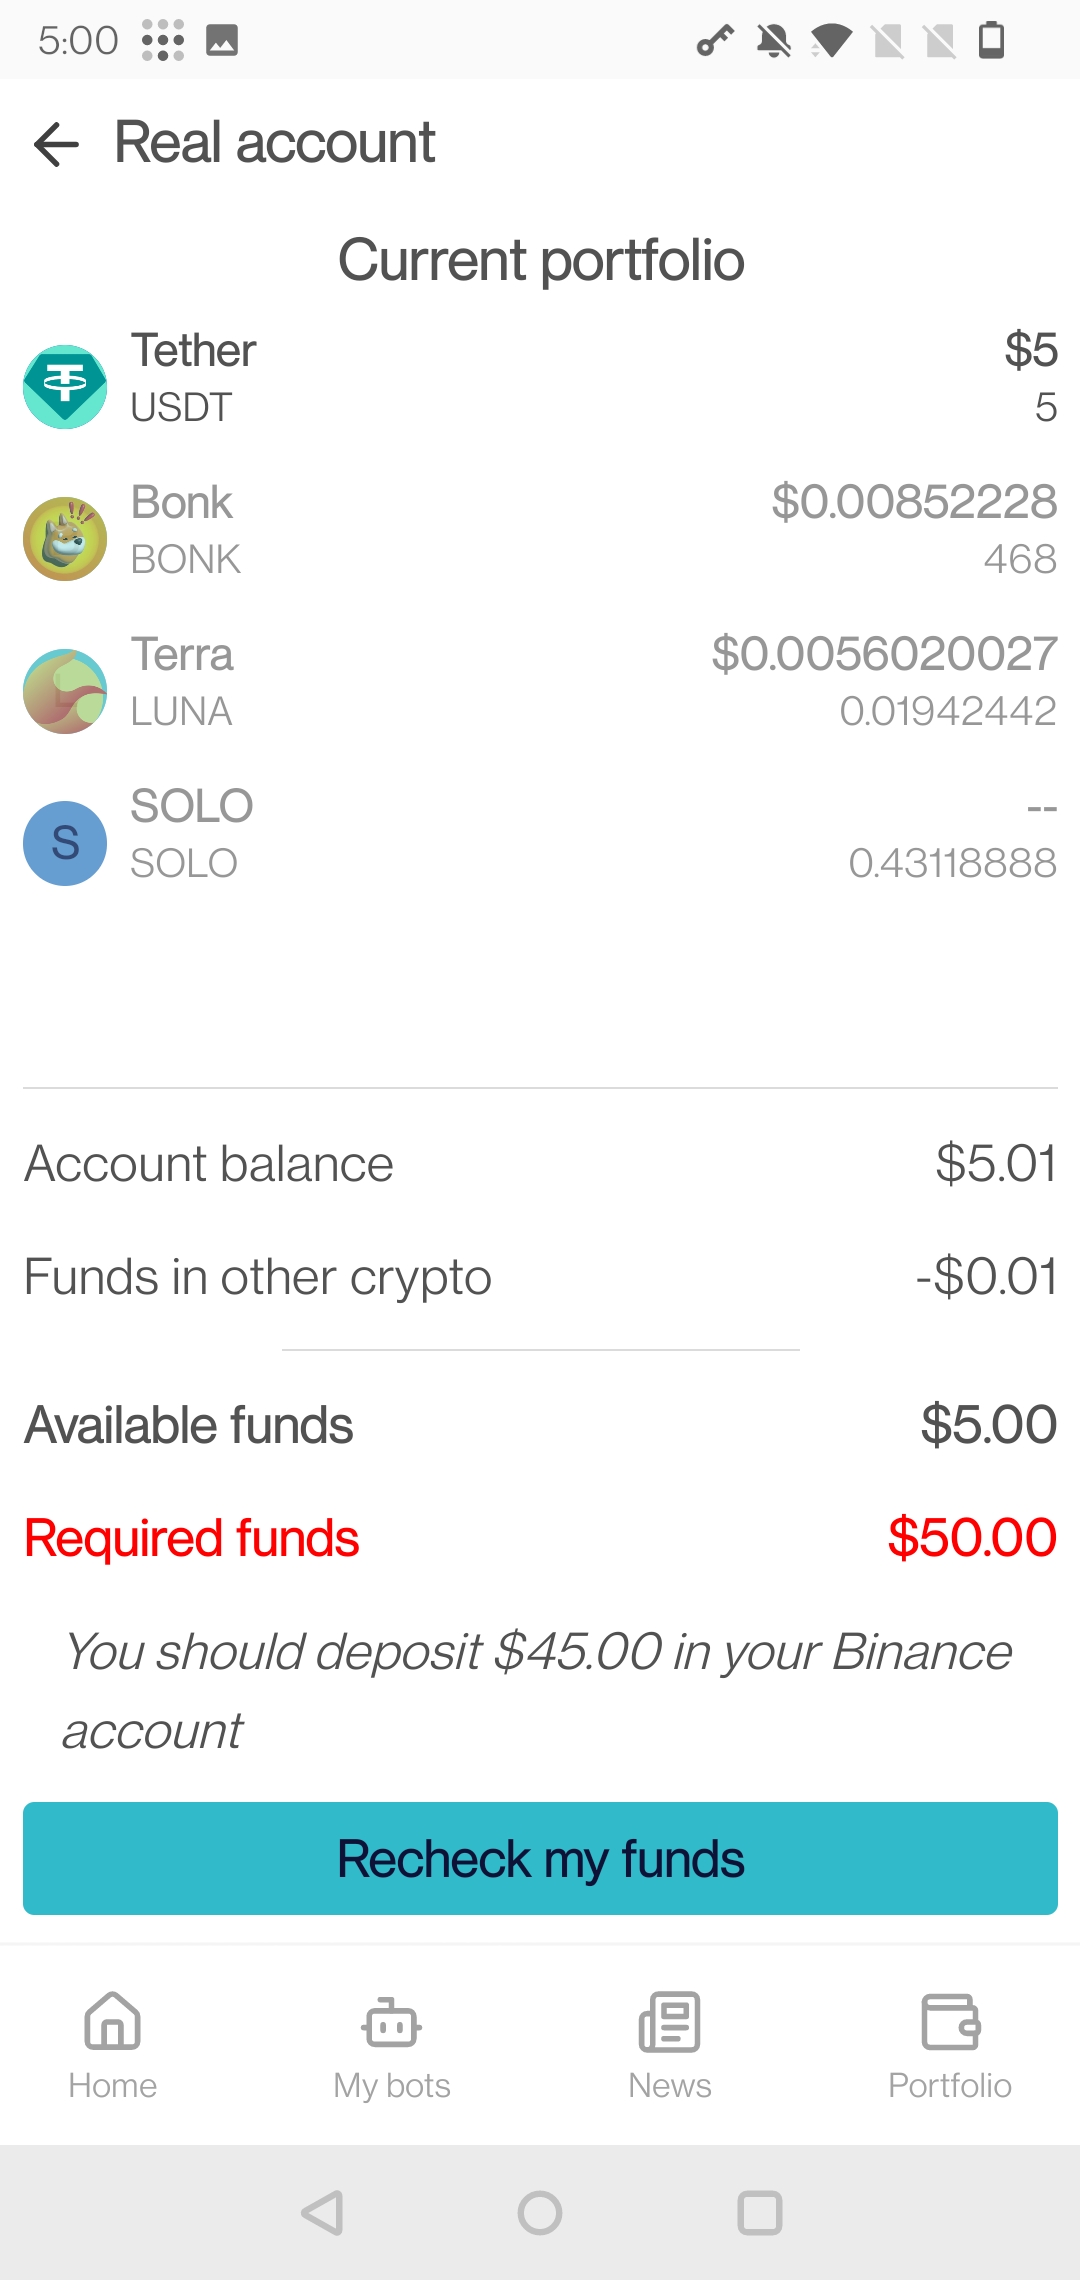 5:00
Real account
Current portfolio
Tether
$5
USDT
5
Bonk
$0.00852228
BONK
468
Terra
$0.0056020027
LUNA
0.01942442
SOLO
--
S
SOLO
0.43118888
Account balance
$5.01
Funds in other crypto
-$0.01
Available funds
$5.00
Required funds
$50.00
You should deposit $45.00 in your Binance
account
Recheck my funds
Home
My bots
News
Portfolio